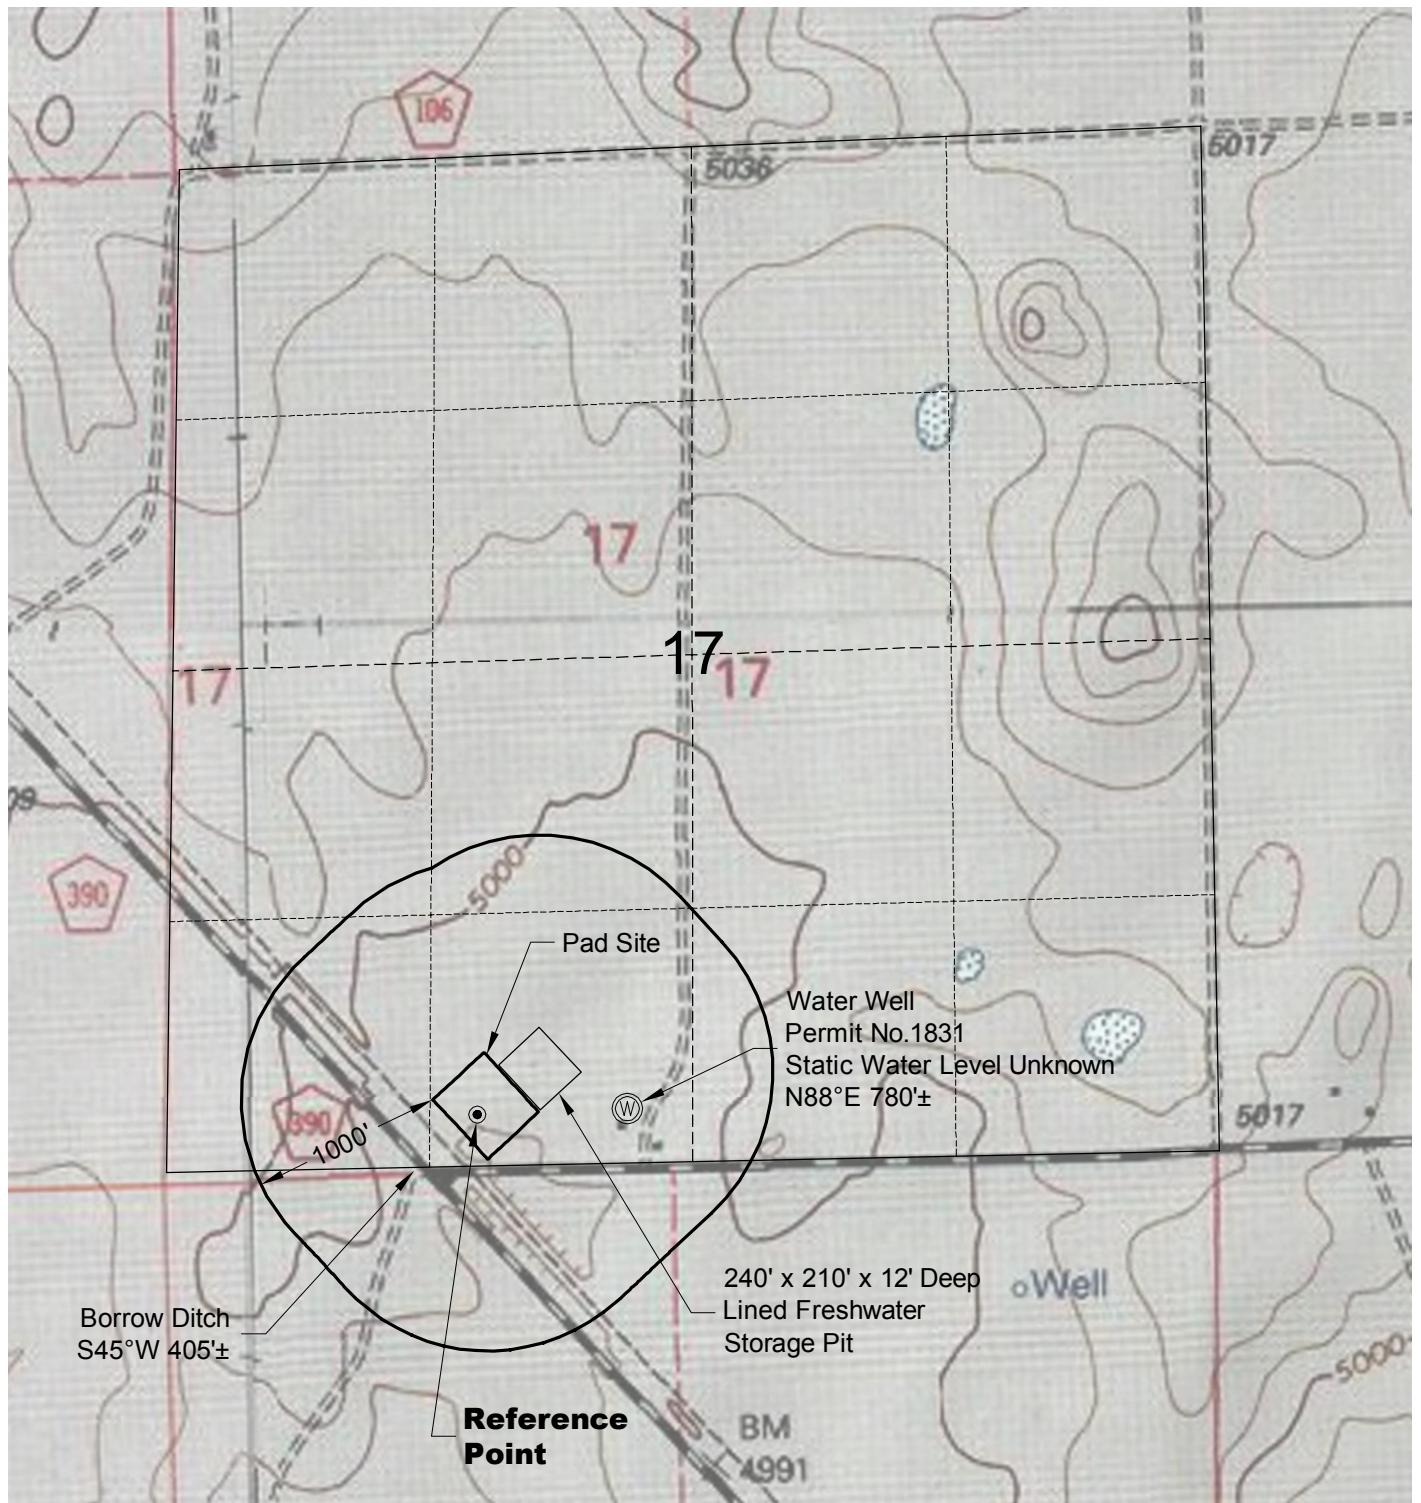 106
5036
5017
17
17
17
17
09
390
5000
Pad Site
Water Well
Permit No.1831
Static Water Level Unknown
N88°E 780'±
W
390
1000'
5017
240' x 210' x 12' Deep
Lined Freshwater
Storage Pit
Well
Borrow Ditch
S45°W 405'±
5000
Reference
Point
BM
4991